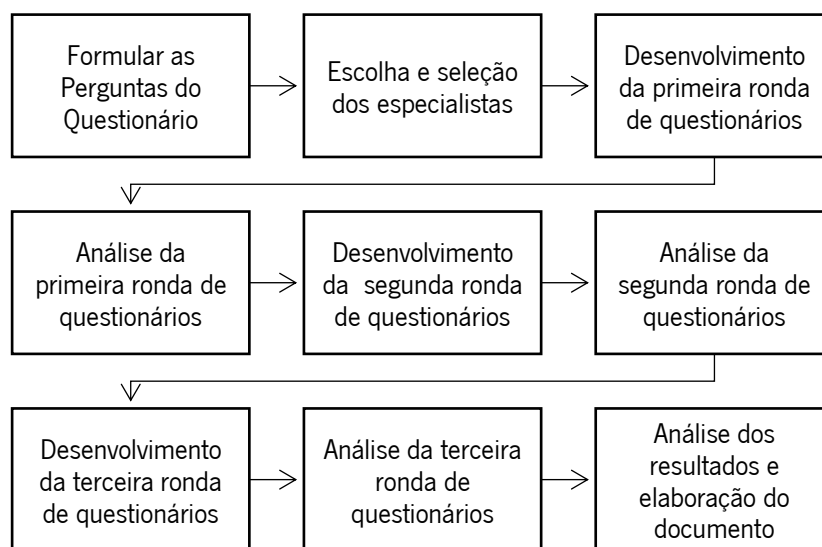 Formular as
Perguntas do
Questionário
Escolha e seleção
dos especialistas
Desenvolvimento
da primeira ronda
de questionários
Análise da
primeira ronda de
questionários
Desenvolvimento
da segunda ronda
de questionários
Análise da
segunda ronda de
questionários
Desenvolvimento
da terceira ronda
de questionários
Análise da terceira
ronda de
questionários
Análise dos
resultados e
elaboração do
documento